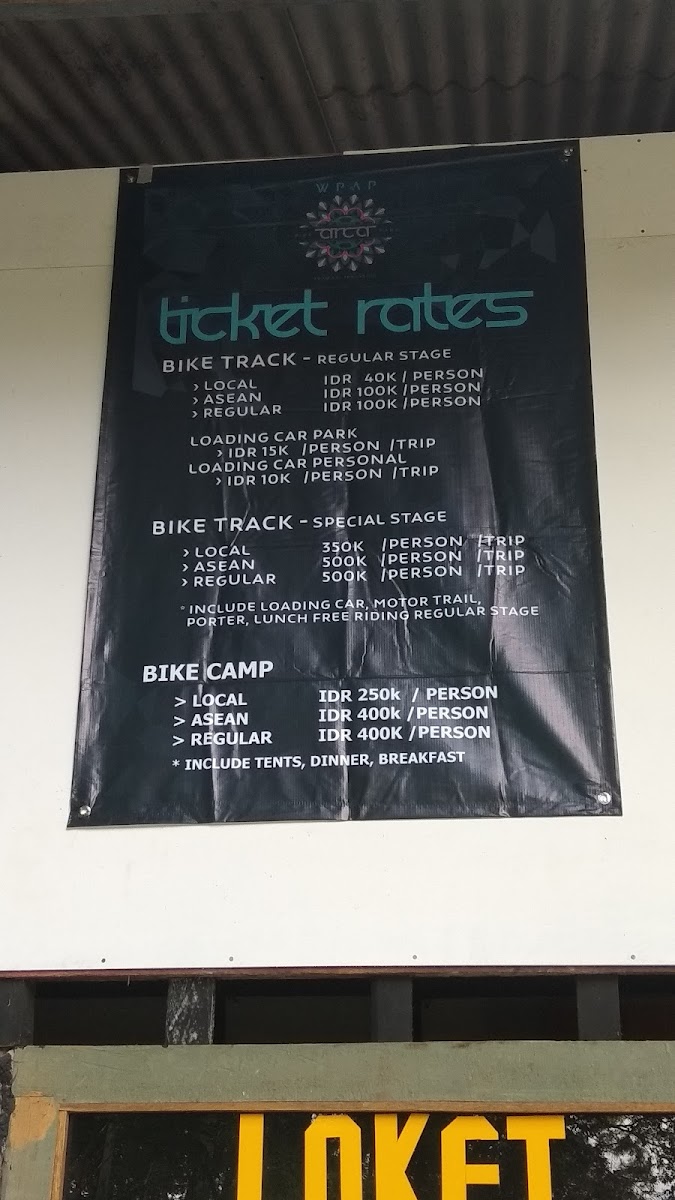 WPAP
arca
ticket rates
BIKE TRACK - REGULAR STAGE
> LOCAL IDR 40K / PERSON
> ASEAN IDR 100K / PERSON
> REGULAR IDR 100K /PERSON
LOADING CAR PARK
> IDR 15K /PERSON /TRIP
LOADING CAR PERSONAL
> IDR 10K /PERSON /TRIP
BIKE TRACK - SPECIAL STAGE
> LOCAL 350K /PERSON /TRIP
> ASEAN 500K /PERSON /TRIP
> REGULAR 500K /PERSON /TRIP
* INCLUDE LOADING CAR, MOTOR TRAIL,
PORTER, LUNCH FREE RIDING REGULAR STAGE
BIKE CAMP
> LOCAL IDR 250k / PERSON
> ASEAN IDR 400k /PERSON
> REGULAR IDR 400K /PERSON
* INCLUDE TENTS, DINNER, BREAKFAST
LOKET